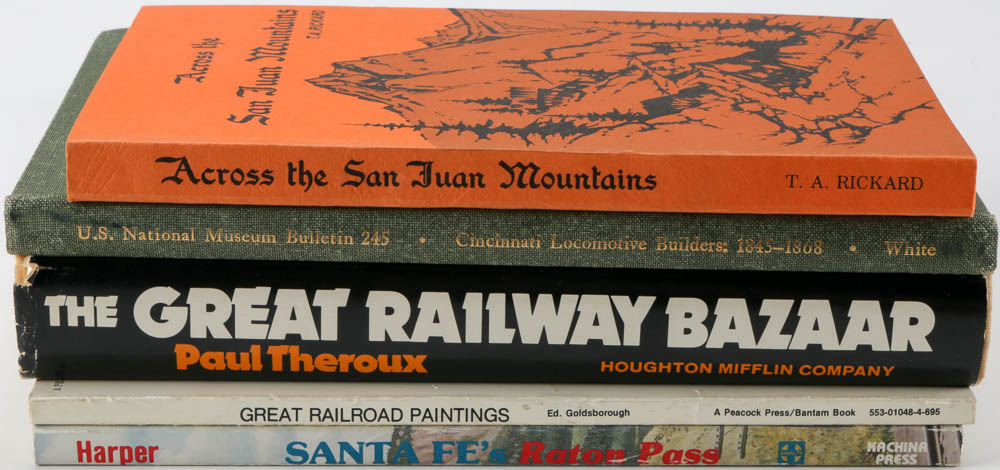 Across the
San Juan Mountains
T.A. RICKARD
Across the San Juan Mountains T. A. RICKARD
U.S. National Museum Bulletin 245 • Cincinnati Locomotive Builders: 1845–1868 • White
THE GREAT RAILWAY BAZAAR
Paul Theroux HOUGHTON MIFFLIN COMPANY
GREAT RAILROAD PAINTINGS Ed. Goldsborough A Peacock Press/Bantam Book 553-01048-4-695
Harper SANTA FE's Raton Pass Santa Fe KACHINA
PRESS